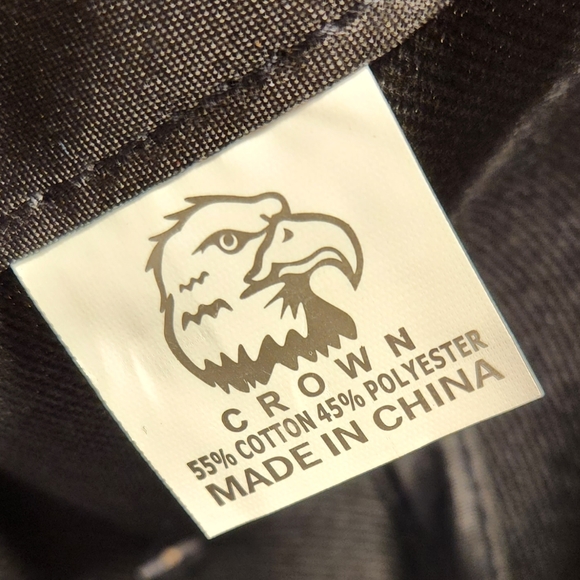 CROWN
55% COTTON 45% POLYESTER
MADE IN CHINA